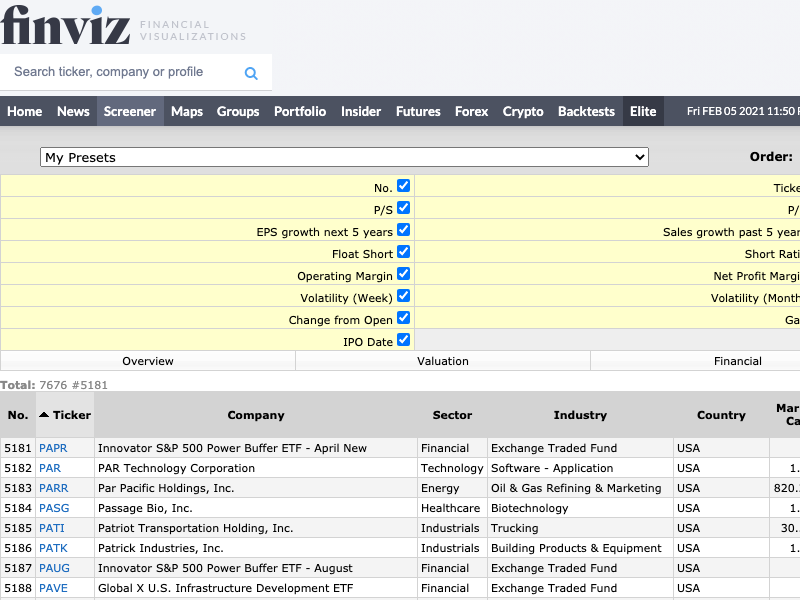 finviz FINANCIAL
VISUALIZATIONS
Search ticker, company or profile
Home News Screener Maps Groups Portfolio Insider Futures Forex Crypto Backtests Elite Fri FEB 05 2021 11:50
My Presets Order:
No. Ticke
P/S P/
EPS growth next 5 years Sales growth past 5 year
Float Short Short Rati
Operating Margin Net Profit Margi
Volatility (Week) Volatility (Month
Change from Open Ga
IPO Date
Overview Valuation Financial
Total: 7676 #5181
No. Ticker Company Sector Industry Country Mar
Ca
5181 PAPR Innovator S&P 500 Power Buffer ETF - April New Financial Exchange Traded Fund USA
5182 PAR PAR Technology Corporation Technology Software - Application USA 1.
5183 PARR Par Pacific Holdings, Inc. Energy Oil & Gas Refining & Marketing USA 820.
5184 PASG Passage Bio, Inc. Healthcare Biotechnology USA 1.
5185 PATI Patriot Transportation Holding, Inc. Industrials Trucking USA 30.
5186 PATK Patrick Industries, Inc. Industrials Building Products & Equipment USA 1.
5187 PAUG Innovator S&P 500 Power Buffer ETF - August Financial Exchange Traded Fund USA
5188 PAVE Global X U.S. Infrastructure Development ETF Financial Exchange Traded Fund USA